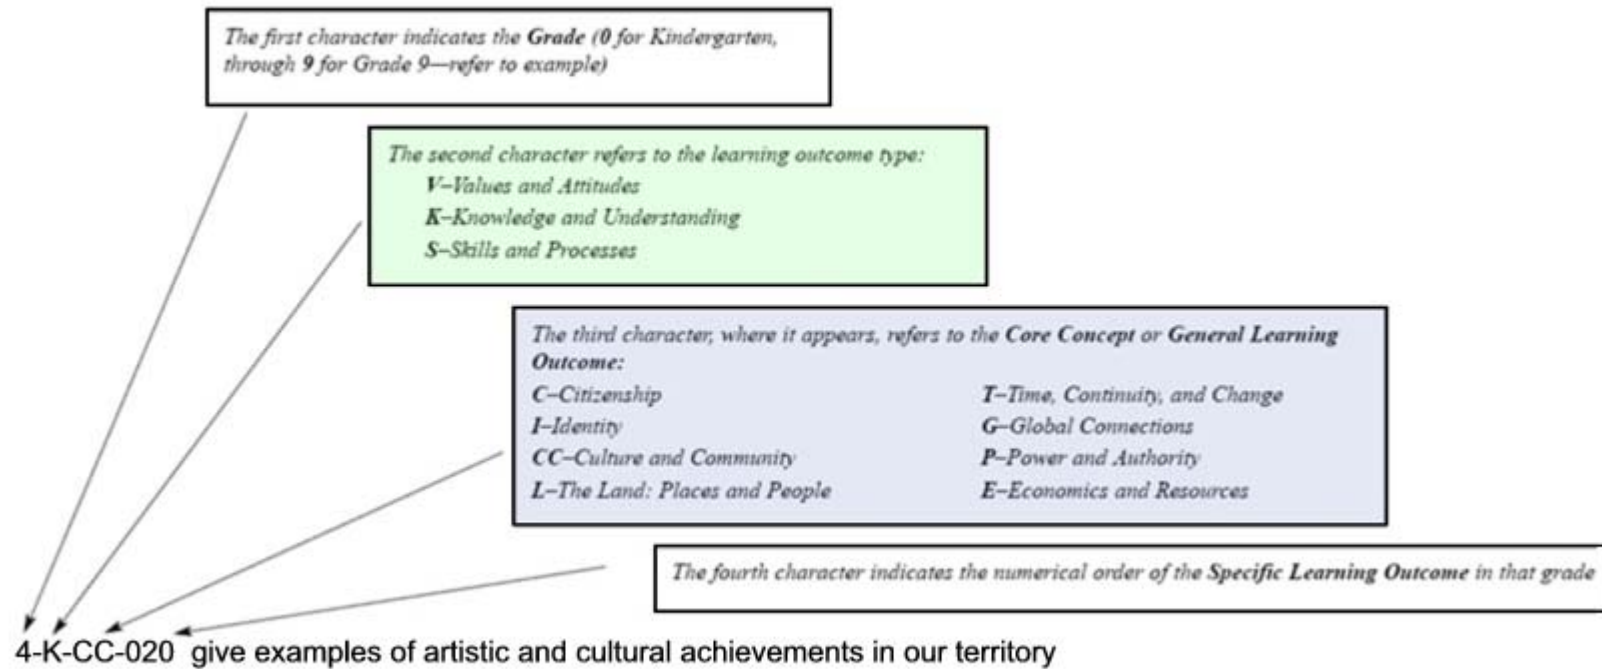 The first character indicates the Grade (0 for Kindergarten,
through 9 for Grade 9—refer to example)
The second character refers to the learning outcome type:
V–Values and Attitudes
K–Knowledge and Understanding
S–Skills and Processes
The third character, where it appears, refers to the Core Concept or General Learning
Outcome:
C–Citizenship
I–Identity
CC–Culture and Community
L–The Land: Places and People
T–Time, Continuity, and Change
G–Global Connections
P–Power and Authority
E–Economics and Resources
The fourth character indicates the numerical order of the Specific Learning Outcome in that grade
4-K-CC-020 give examples of artistic and cultural achievements in our territory